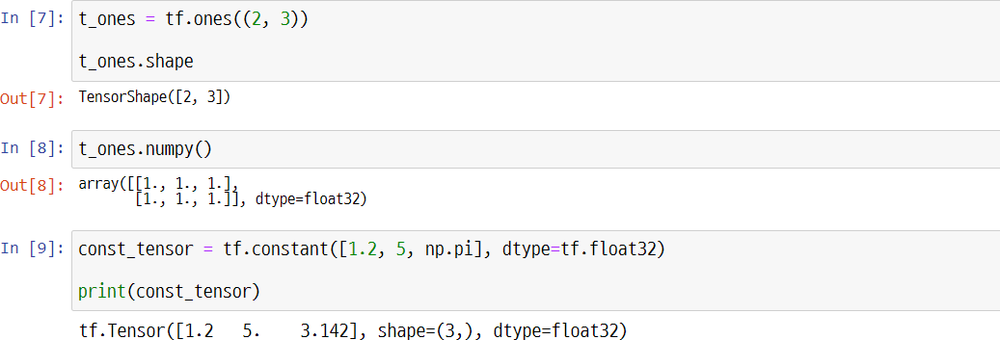 In [7]: t_ones = tf.ones((2, 3))
t_ones.shape
Out[7]: TensorShape([2, 3])
In [8]: t_ones.numpy()
Out[8]: array([[1., 1., 1.],
[1., 1., 1.]], dtype=float32)
In [9]: const_tensor = tf.constant([1.2, 5, np.pi], dtype=tf.float32)
print(const_tensor)
tf.Tensor([1.2   5.    3.142], shape=(3,), dtype=float32)